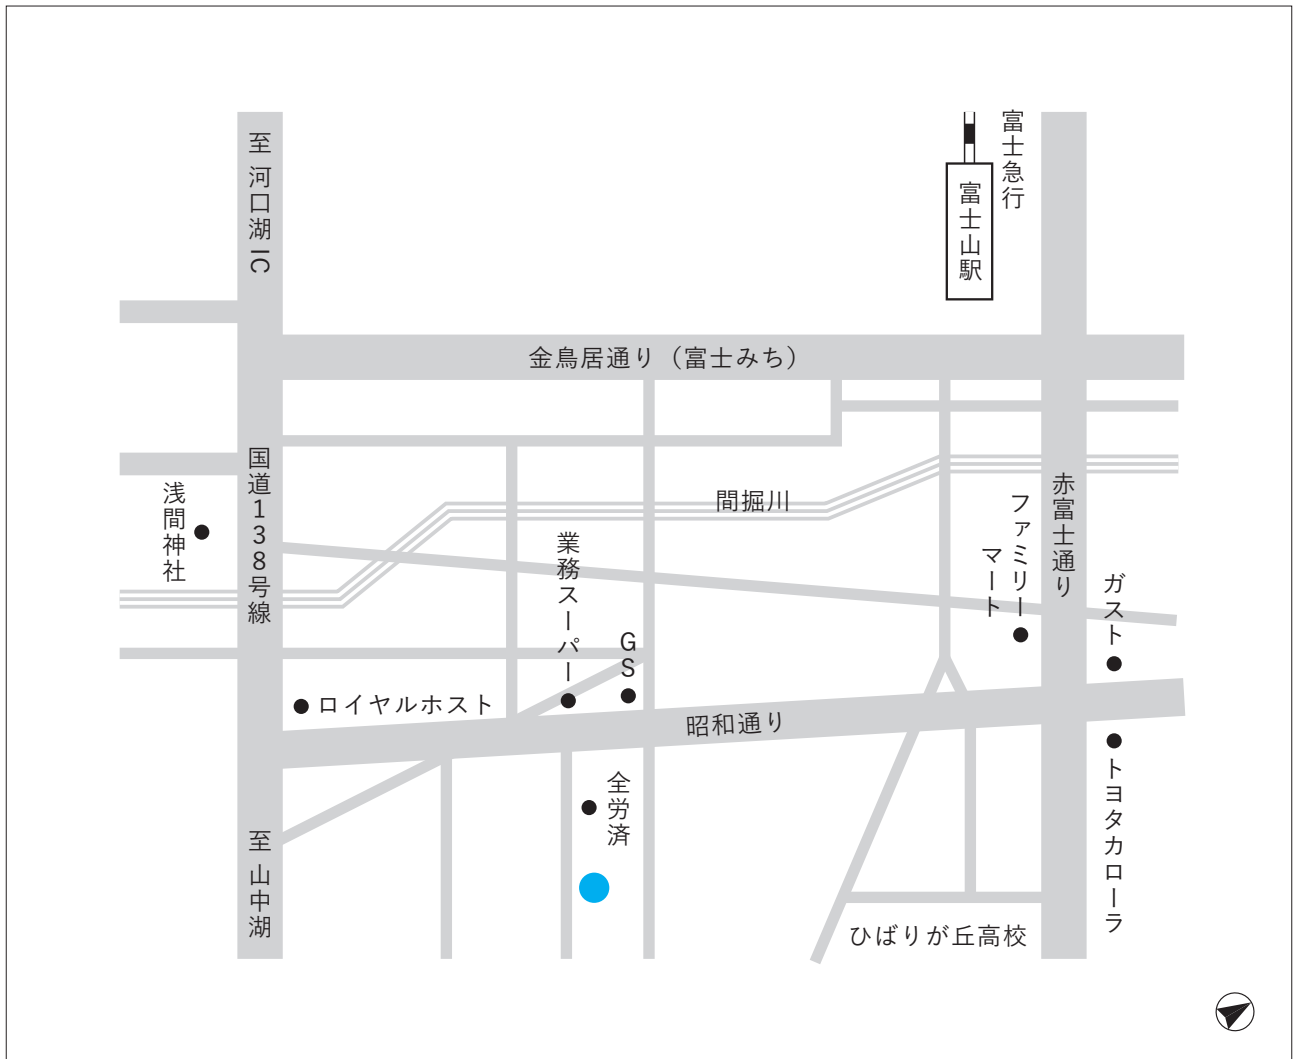 至 河口湖IC
富士急行
富士山駅
金鳥居通り（富士みち）
国道138号線
浅間神社
間掘川
赤富士通り
ファミリー
マート
業務スーパー
GS
ガスト
ロイヤルホスト
昭和通り
全労済
トヨタカローラ
至 山中湖
ひばりが丘高校